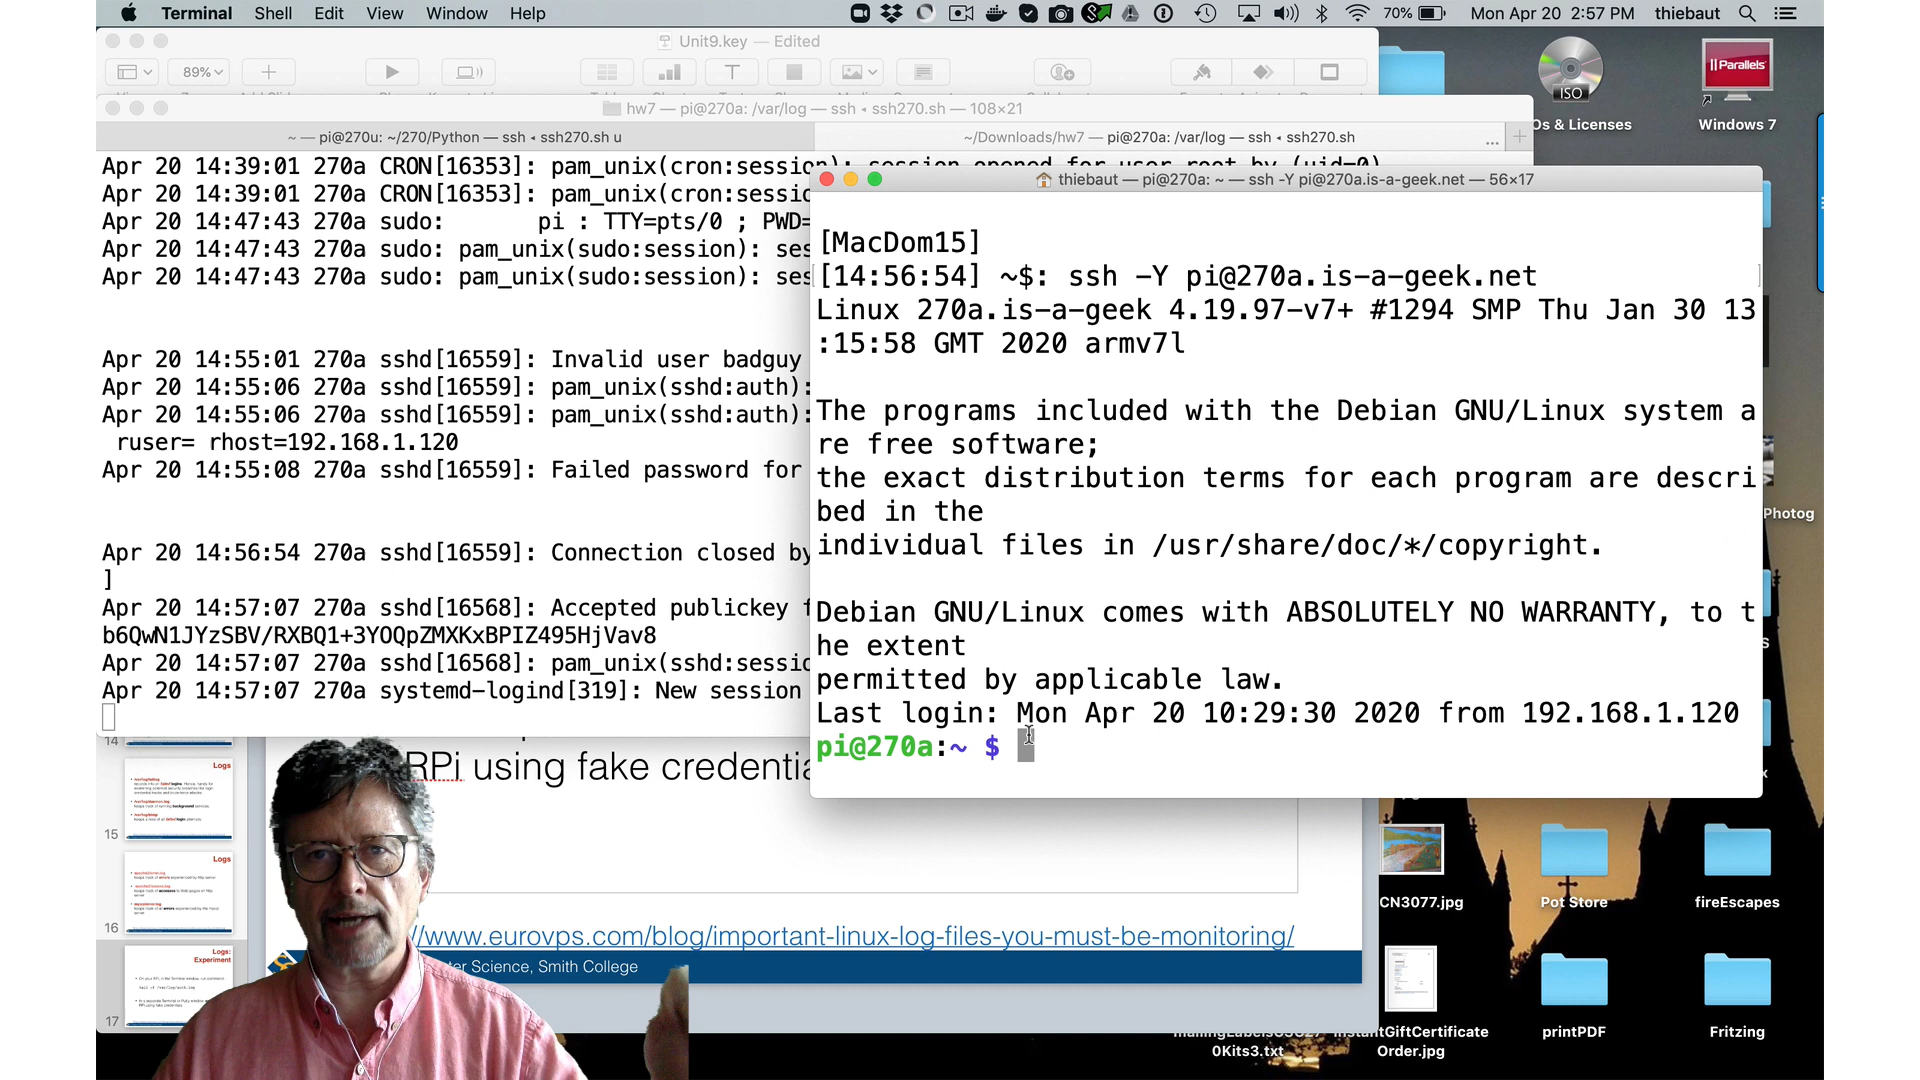 Terminal Shell Edit View Window Help
70% Mon Apr 20 2:57 PM thiebaut
Unit9.key — Edited
89%
hw7 — pi@270a: /var/log — ssh ◂ ssh270.sh — 108×21
~ — pi@270u: ~/270/Python — ssh ◂ ssh270.sh u
~/Downloads/hw7 — pi@270a: /var/log — ssh ◂ ssh270.sh
...
Apr 20 14:39:01 270a CRON[16353]: pam_unix(cron:session): session opened for user root by (uid=0)
Apr 20 14:39:01 270a CRON[16353]: pam_unix(cron:session
Apr 20 14:47:43 270a sudo:       pi : TTY=pts/0 ; PWD=
Apr 20 14:47:43 270a sudo: pam_unix(sudo:session): ses
Apr 20 14:47:43 270a sudo: pam_unix(sudo:session): ses
Apr 20 14:55:01 270a sshd[16559]: Invalid user badguy
Apr 20 14:55:06 270a sshd[16559]: pam_unix(sshd:auth):
Apr 20 14:55:06 270a sshd[16559]: pam_unix(sshd:auth):
ruser= rhost=192.168.1.120
Apr 20 14:55:08 270a sshd[16559]: Failed password for
Apr 20 14:56:54 270a sshd[16559]: Connection closed by
]
Apr 20 14:57:07 270a sshd[16568]: Accepted publickey f
b6QwN1JYzSBV/RXBQ1+3YOQpZMXKxBPIZ495HjVav8
Apr 20 14:57:07 270a sshd[16568]: pam_unix(sshd:sessio
Apr 20 14:57:07 270a systemd-logind[319]: New session
thiebaut — pi@270a: ~ — ssh -Y pi@270a.is-a-geek.net — 56×17
[MacDom15]
[14:56:54] ~$: ssh -Y pi@270a.is-a-geek.net
Linux 270a.is-a-geek 4.19.97-v7+ #1294 SMP Thu Jan 30 13
:15:58 GMT 2020 armv7l
The programs included with the Debian GNU/Linux system a
re free software;
the exact distribution terms for each program are descri
bed in the
individual files in /usr/share/doc/*/copyright.
Debian GNU/Linux comes with ABSOLUTELY NO WARRANTY, to t
he extent
permitted by applicable law.
Last login: Mon Apr 20 10:29:30 2020 from 192.168.1.120
pi@270a:~ $
ISO
Os & Licenses
|| Parallels
Windows 7
Photog
14
Logs
15
Logs
16
Logs:
Experiment
17
RPi using fake credentia
//www.eurovps.com/blog/important-linux-log-files-you-must-be-monitoring/
ter Science, Smith College
CN3077.jpg
Pot Store
fireEscapes
0Kits3.txt
InstantGiftCertificate
Order.jpg
printPDF
Fritzing